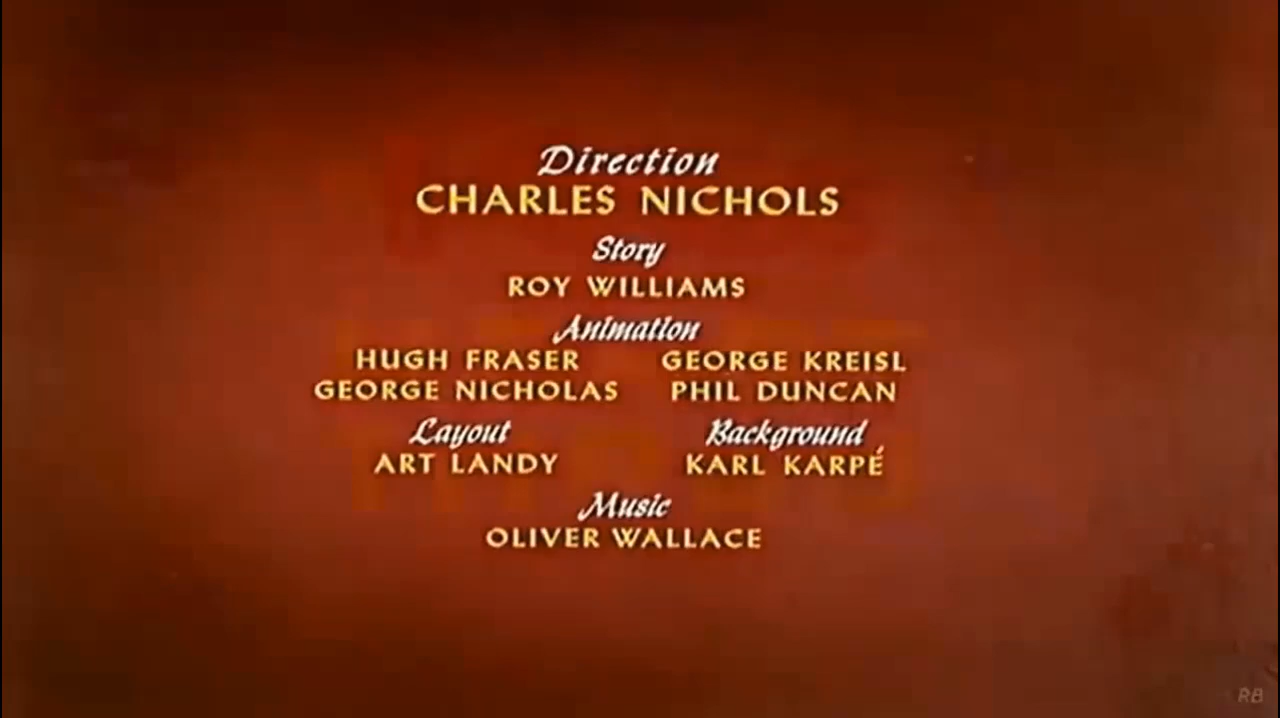 Direction
CHARLES NICHOLS
Story
ROY WILLIAMS
Animation
HUGH FRASER GEORGE KREISL
GEORGE NICHOLAS PHIL DUNCAN
Layout Background
ART LANDY KARL KARPÉ
Music
OLIVER WALLACE
RB